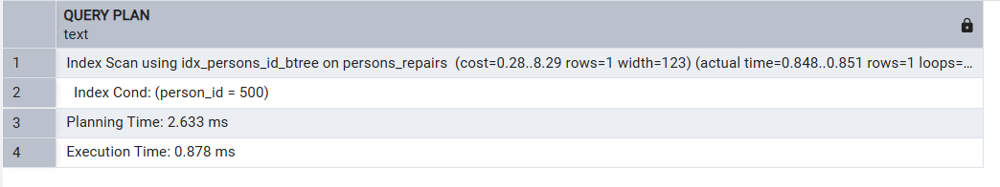 QUERY PLAN
text
1 Index Scan using idx_persons_id_btree on persons_repairs (cost=0.28..8.29 rows=1 width=123) (actual time=0.848..0.851 rows=1 loops=...
2 Index Cond: (person_id = 500)
3 Planning Time: 2.633 ms
4 Execution Time: 0.878 ms